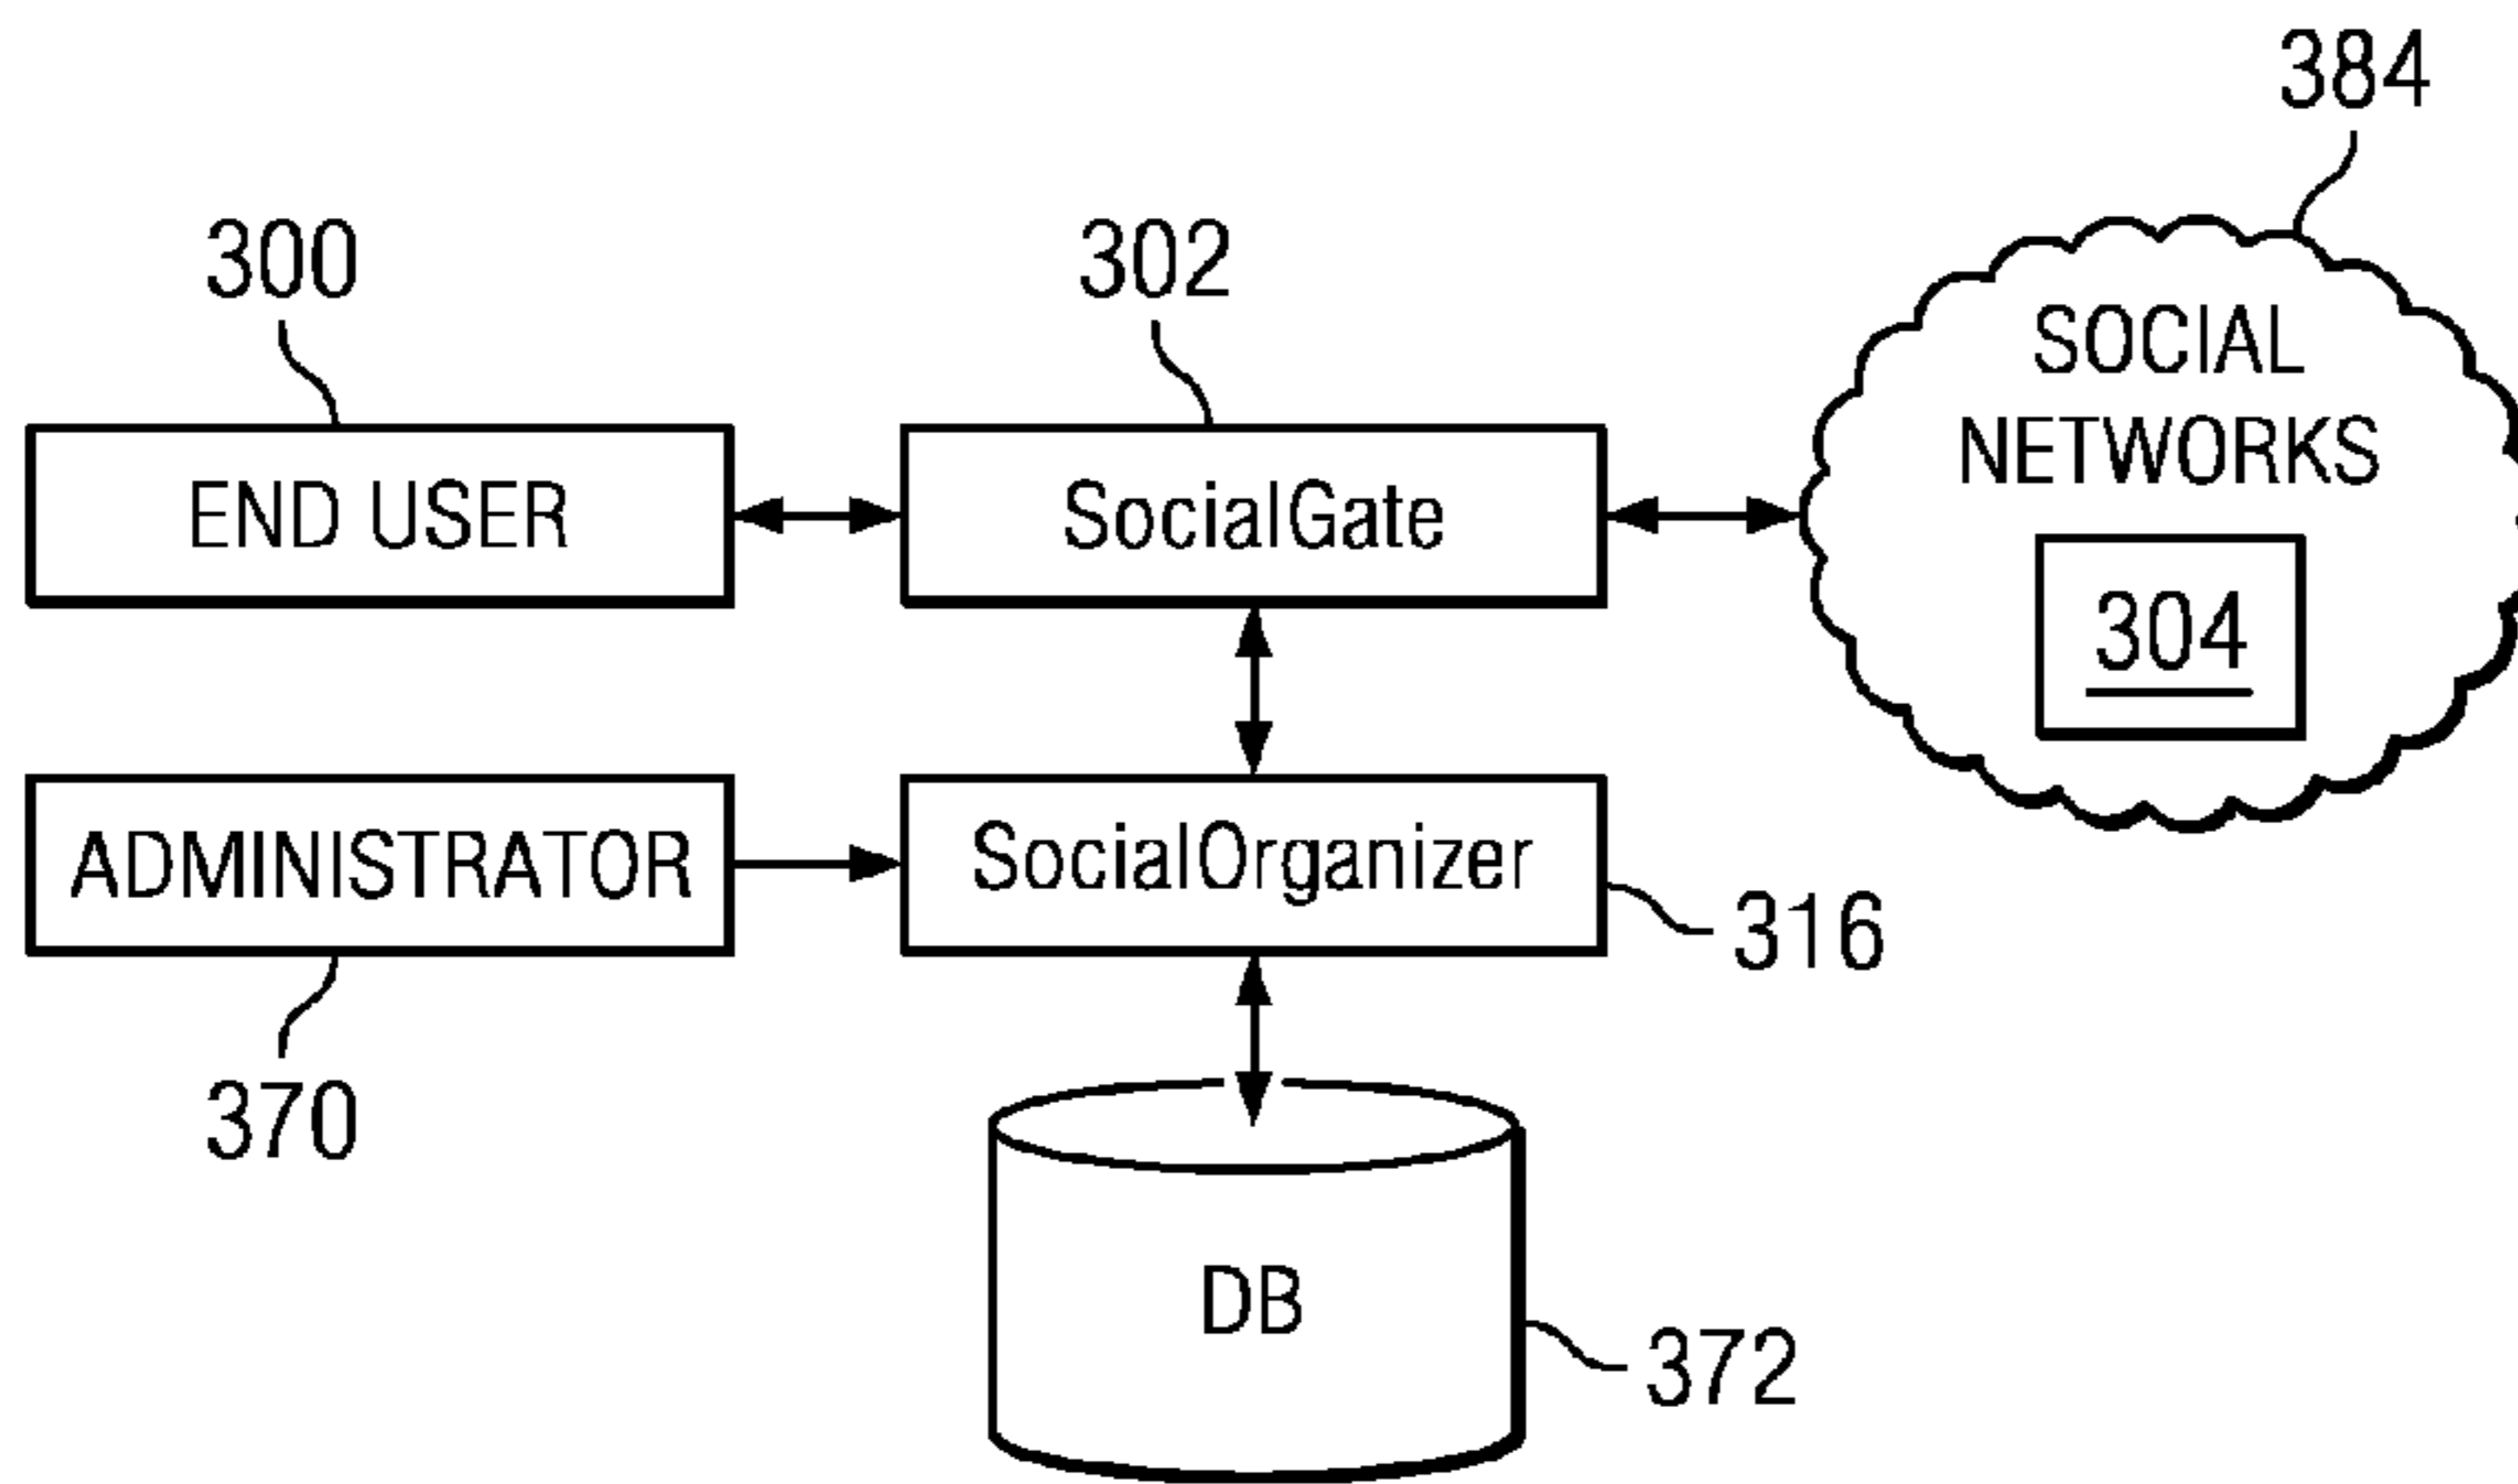 384
300
302
SOCIAL
NETWORKS
END USER
SocialGate
304
ADMINISTRATOR
SocialOrganizer
316
370
DB
372